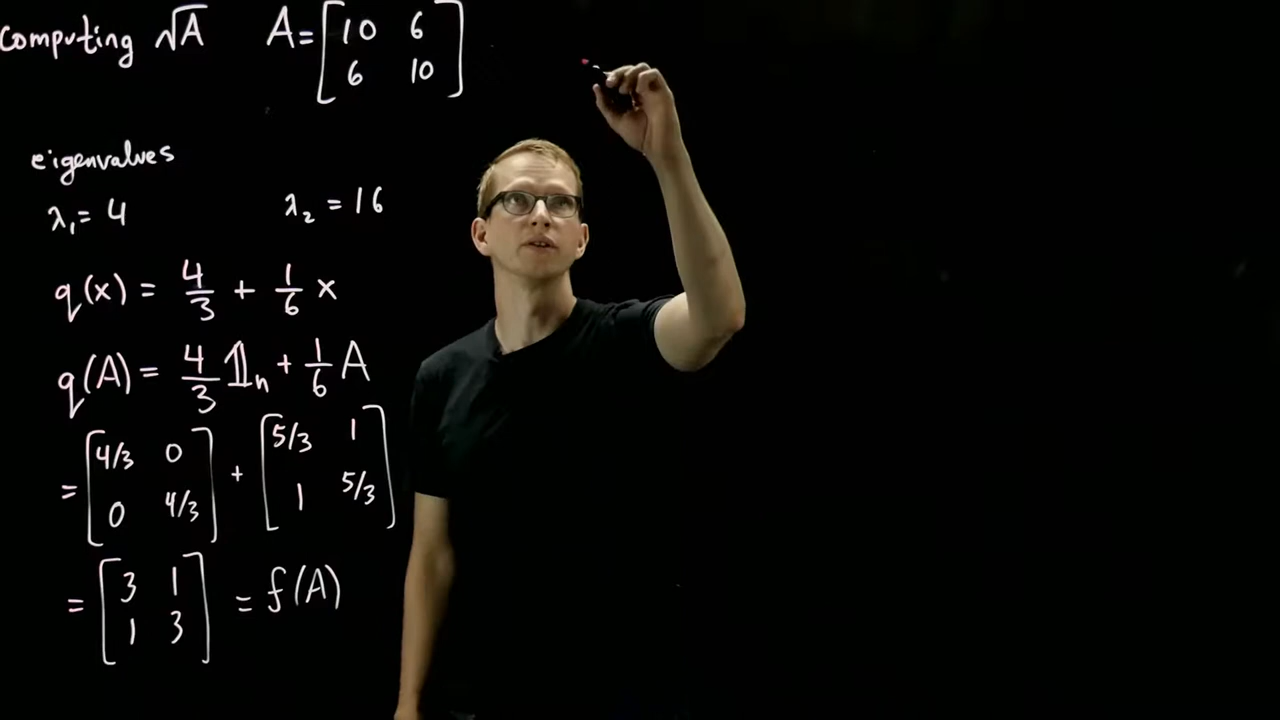 computing √A A = [10 6
6 10]
eigenvalues
λ₁ = 4 λ₂ = 16
q(x) = 4/3 + 1/6 x
q(A) = 4/3 𝟙ₙ + 1/6 A
= [4/3 0
0 4/3] + [5/3 1
1 5/3]
= [3 1
1 3] = f(A)